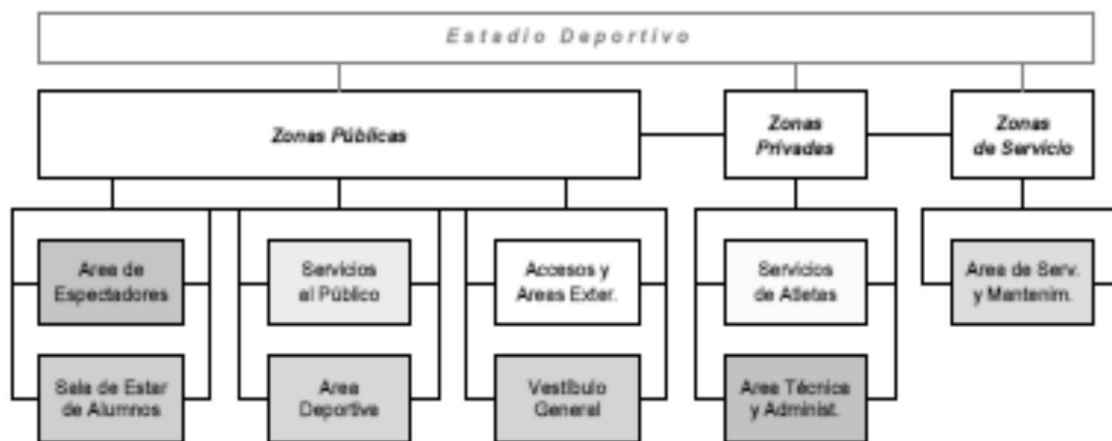 Estadio Deportivo
Zonas Públicas
Zonas
Privadas
Zonas
de Servicio
Area de
Espectadores
Servicios
al Público
Accesos y
Areas Exter.
Servicios
de Atletas
Area de Serv.
y Mantenim.
Sala de Estar
de Alumnos
Area
Deportiva
Vestíbulo
General
Area Técnica
y Administ.